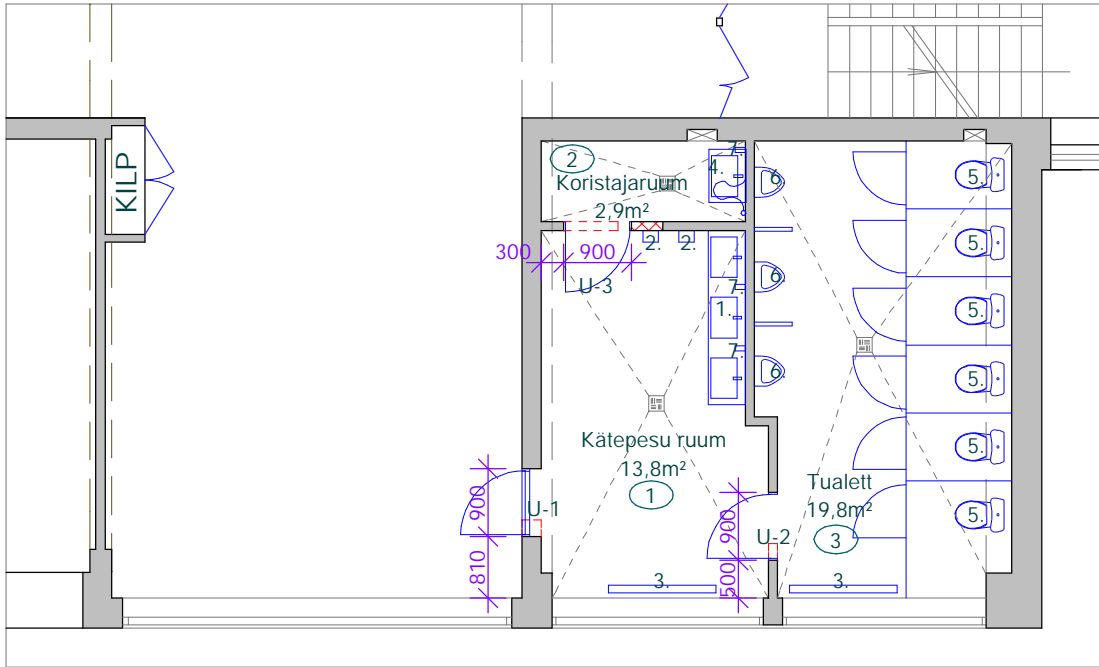 KILP
2
Koristajaruum
2,9m²
7.
4.
6.
5.
5.
300
900
2.
2.
U-3
7.
1.
6.
5.
7.
6.
5.
Kätepesu ruum
13,8m²
1
5.
Tualett
19,8m²
3
5.
900
U-1
810
900
U-2
500
3.
3.